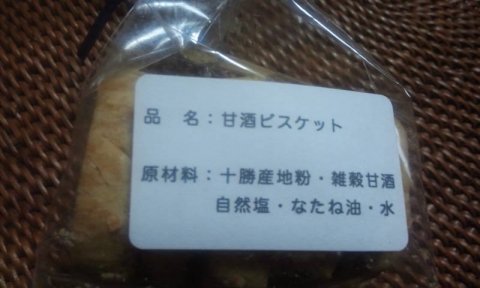 品　名：甘酒ビスケット
原材料：十勝産地粉・雑穀甘酒
自然塩・なたね油・水